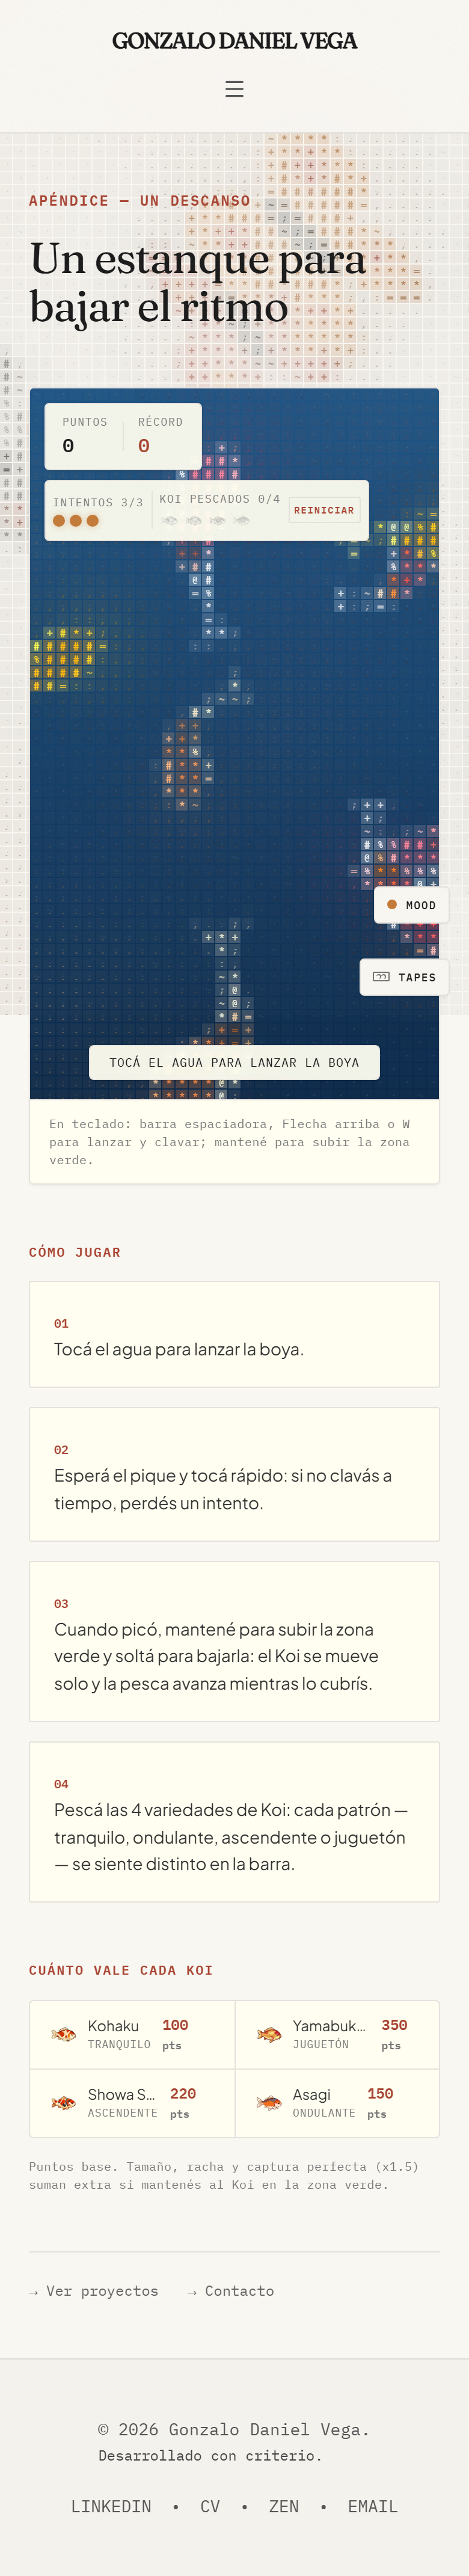 GONZALO DANIEL VEGA
APÉNDICE — UN DESCANSO
Un estanque para
bajar el ritmo
PUNTOS
0
RÉCORD
0
INTENTOS 3/3
KOI PESCADOS 0/4
REINICIAR
MOOD
TAPES
TOCÁ EL AGUA PARA LANZAR LA BOYA
En teclado: barra espaciadora, Flecha arriba o W
para lanzar y clavar; mantené para subir la zona
verde.
CÓMO JUGAR
01
Tocá el agua para lanzar la boya.
02
Esperá el pique y tocá rápido: si no clavás a
tiempo, perdés un intento.
03
Cuando picó, mantené para subir la zona
verde y soltá para bajarla: el Koi se mueve
solo y la pesca avanza mientras lo cubrís.
04
Pescá las 4 variedades de Koi: cada patrón —
tranquilo, ondulante, ascendente o juguetón
— se siente distinto en la barra.
CUÁNTO VALE CADA KOI
Kohaku
TRANQUILO
100
pts
Yamabuk…
JUGUETÓN
350
pts
Showa S…
ASCENDENTE
220
pts
Asagi
ONDULANTE
150
pts
Puntos base. Tamaño, racha y captura perfecta (x1.5)
suman extra si mantenés al Koi en la zona verde.
→ Ver proyectos
→ Contacto
© 2026 Gonzalo Daniel Vega.
Desarrollado con criterio.
LINKEDIN • CV • ZEN • EMAIL